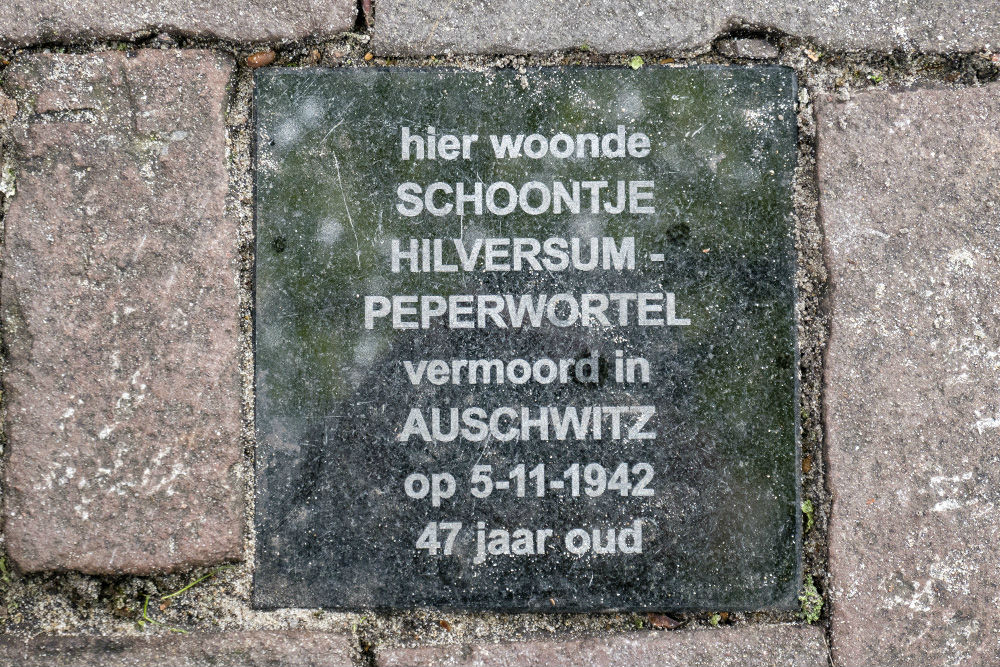 hier woonde
SCHOONTJE
HILVERSUM -
PEPERWORTEL
vermoord in
AUSCHWITZ
op 5-11-1942
47 jaar oud